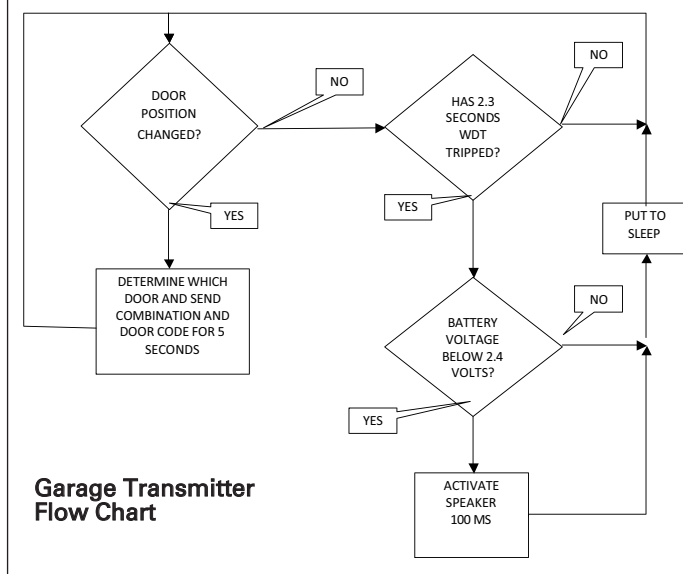 DOOR
POSITION
CHANGED?
NO
HAS 2.3
SECONDS
WDT
TRIPPED?
NO
YES
YES
PUT TO
SLEEP
DETERMINE WHICH
DOOR AND SEND
COMBINATION AND
DOOR CODE FOR 5
SECONDS
BATTERY
VOLTAGE
BELOW 2.4
VOLTS?
NO
YES
ACTIVATE
SPEAKER
100 MS
Garage Transmitter
Flow Chart